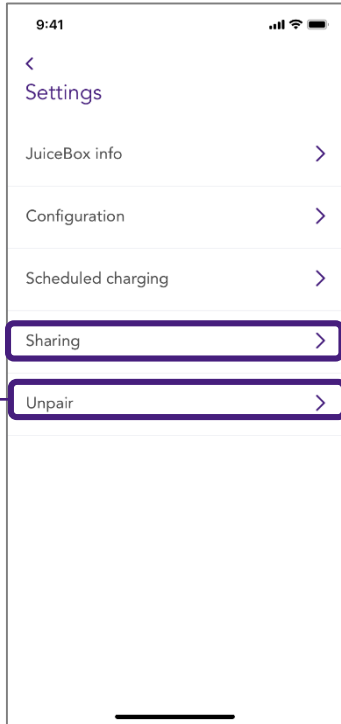 9:41
Settings
JuiceBox info
Configuration
Scheduled charging
Sharing
Unpair